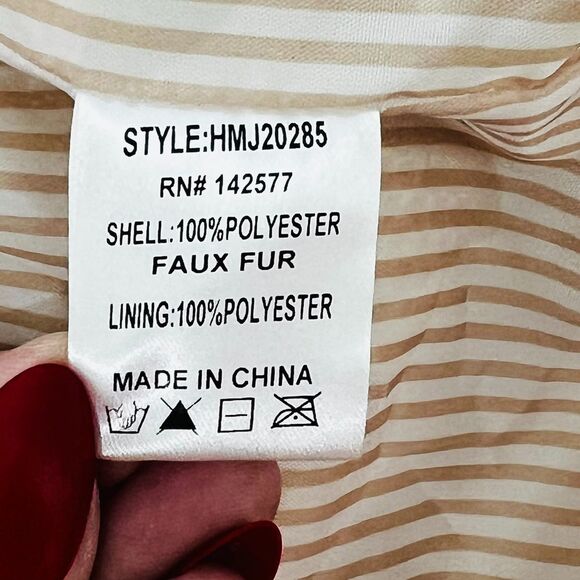 STYLE:HMJ20285
RN# 142577
SHELL:100%POLYESTER
FAUX FUR
LINING:100%POLYESTER
MADE IN CHINA